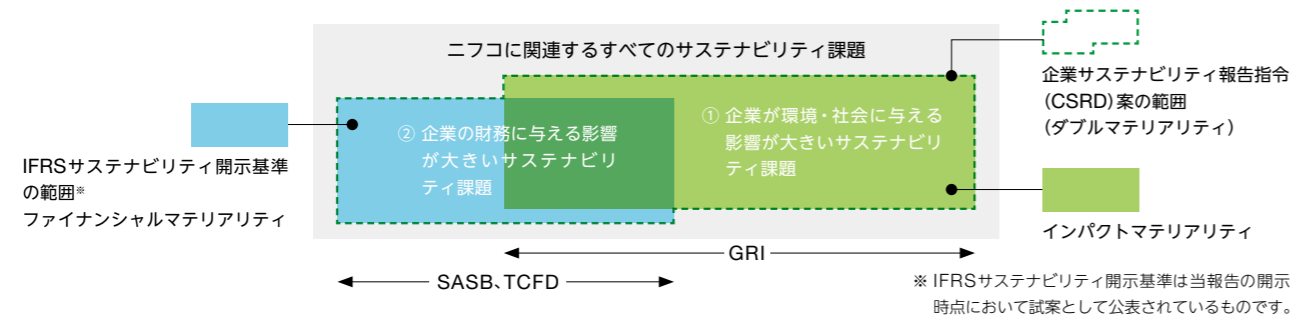 ニフコに関連するすべてのサステナビリティ課題
① 企業が環境・社会に与える
影響が大きいサステナビリ
ティ課題
② 企業の財務に与える影響
が大きいサステナビリ
ティ課題
IFRSサステナビリティ開示基準
の範囲※
ファイナンシャルマテリアリティ
企業サステナビリティ報告指令
(CSRD)案の範囲
(ダブルマテリアリティ)
インパクトマテリアリティ
GRI
SASB、TCFD
※ IFRSサステナビリティ開示基準は当報告の開示
時点において試案として公表されているものです。